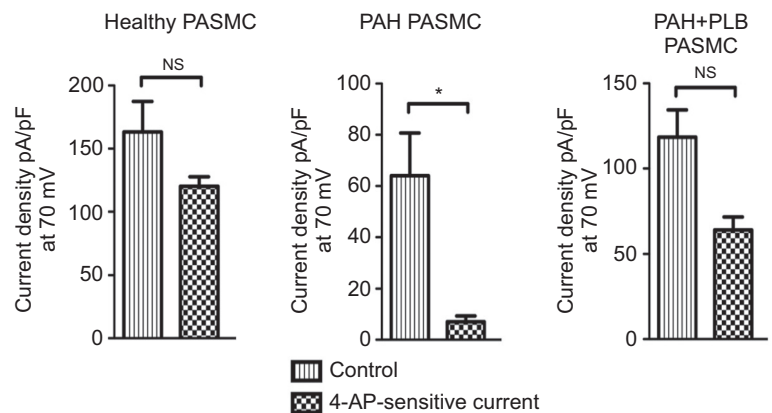 Healthy PASMC
NS
200
150
100
50
0
Current density pA/pF
at 70 mV
PAH PASMC
*
100
80
60
40
20
0
Current density pA/pF
at 70 mV
PAH+PLB
PASMC
NS
150
100
50
0
Current density pA/pF
at 70 mV
Control
4-AP-sensitive current